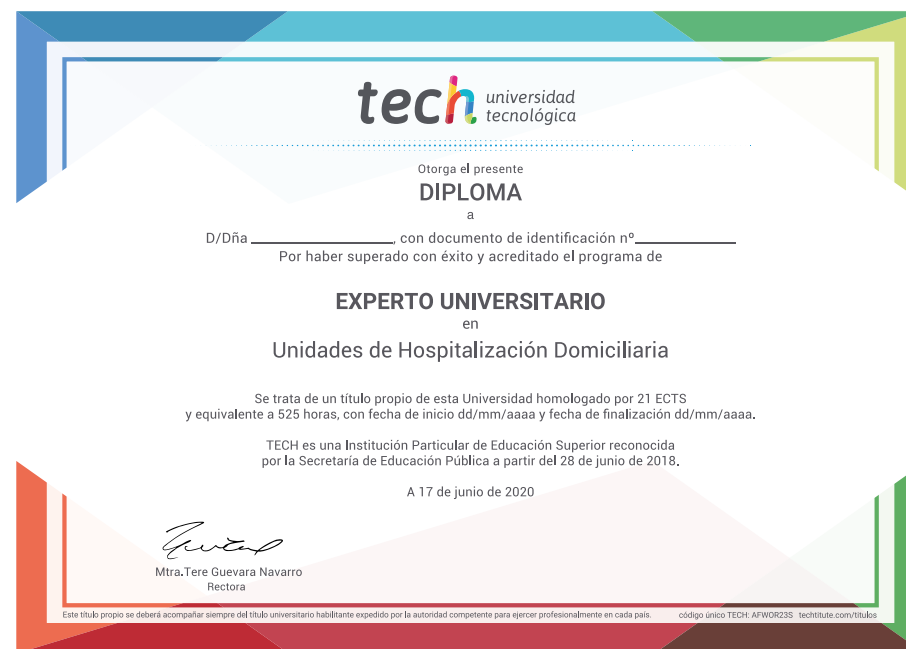 tech universidad
tecnológica
Otorga el presente
DIPLOMA
a
D/Dña ____________________, con documento de identificación nº______________
Por haber superado con éxito y acreditado el programa de
EXPERTO UNIVERSITARIO
en
Unidades de Hospitalización Domiciliaria
Se trata de un título propio de esta Universidad homologado por 21 ECTS
y equivalente a 525 horas, con fecha de inicio dd/mm/aaaa y fecha de finalización dd/mm/aaaa.
TECH es una Institución Particular de Educación Superior reconocida
por la Secretaría de Educación Pública a partir del 28 de junio de 2018.
A 17 de junio de 2020
Mtra.Tere Guevara Navarro
Rectora
Este título propio se deberá acompañar siempre del título universitario habilitante expedido por la autoridad competente para ejercer profesionalmente en cada país. código único TECH: AFWOR23S techtitute.com/titulos